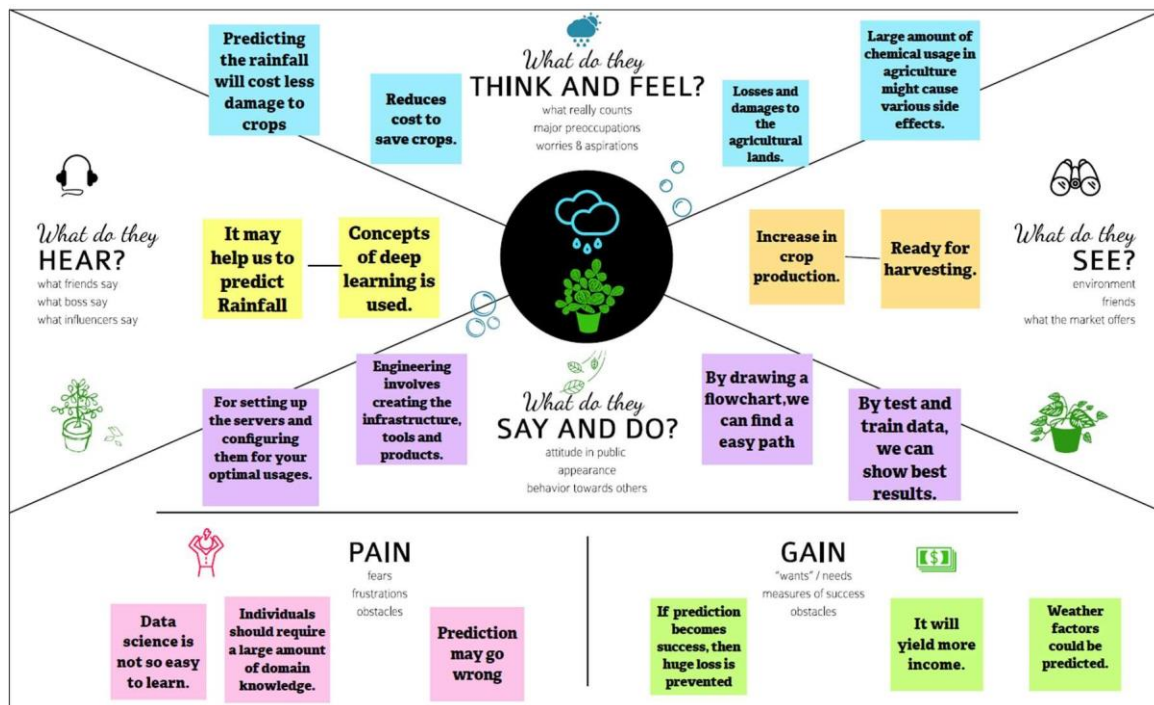 Predicting
the rainfall
will cost less
damage to
crops
Reduces
cost to
save crops.
What do they
THINK AND FEEL?
what really counts
major preoccupations
worries & aspirations
Losses and
damages to
the
agricultural
lands.
Large amount of
chemical usage in
agriculture
might cause
various side
effects.
What do they
HEAR?
what friends say
what boss say
what influencers say
It may
help us to
predict
Rainfall
Concepts
of deep
learning is
used.
Increase in
crop
production.
Ready for
harvesting.
What do they
SEE?
environment
friends
what the market offers
For setting up
the servers and
configuring
them for your
optimal usages.
Engineering
involves
creating the
infrastructure,
tools and
products.
What do they
SAY AND DO?
attitude in public
appearance
behavior towards others
By drawing a
flowchart,we
can find a
easy path
By test and
train data,
we can
show best
results.
PAIN
fears
frustrations
obstacles
Data
science is
not so easy
to learn.
Individuals
should require
a large amount
of domain
knowledge.
Prediction
may go
wrong
GAIN
"wants" / needs
measures of success
obstacles
$
If prediction
becomes
success, then
huge loss is
prevented
It will
yield more
income.
Weather
factors
could be
predicted.